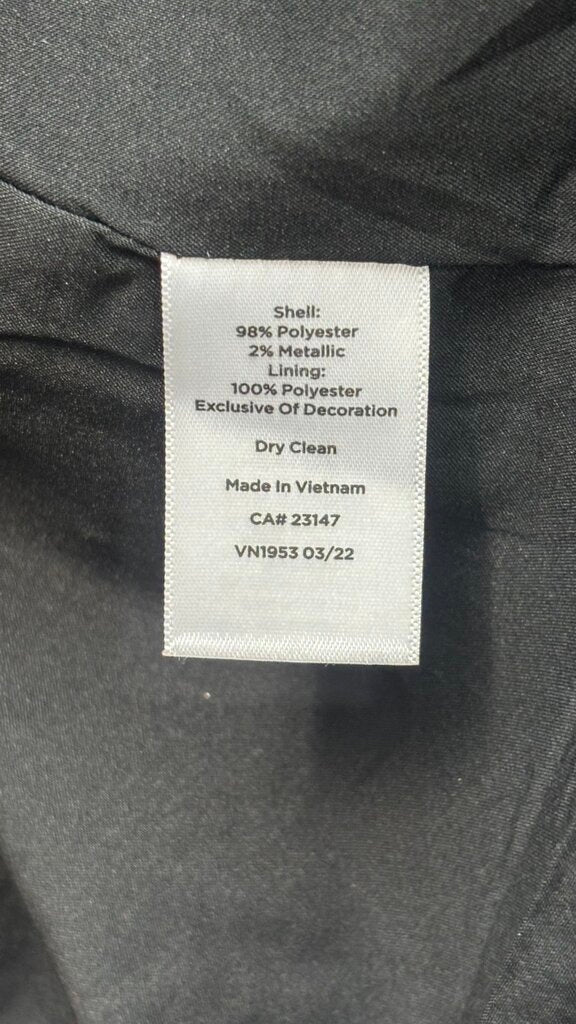 Shell:
98% Polyester
2% Metallic
Lining:
100% Polyester
Exclusive Of Decoration
Dry Clean
Made In Vietnam
CA# 23147
VN1953 03/22